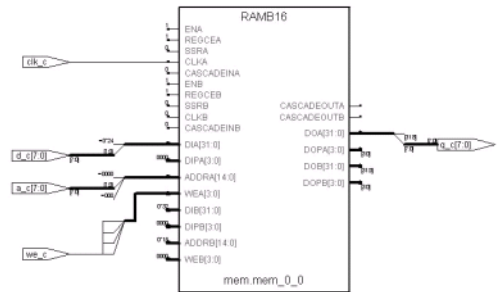 RAMB16
ENA
REGCEA
SSRA
clk_c
CLKA
CASCADEINA
ENB
REGCEB
SSRB
CASCADEOUTA
CLKB
CASCADEOUTB
CASCADEINB
DOA[31:0]
q_c[7:0]
d_c[7:0]
DIA[31:0]
DOPA[3:0]
DIPA[3:0]
DOB[31:0]
a_c[7:0]
ADDRA[14:0]
DOPB[3:0]
WEA[3:0]
DIB[31:0]
DIPB[3:0]
ADDRB[14:0]
we_c
WEB[3:0]
mem.mem_0_0